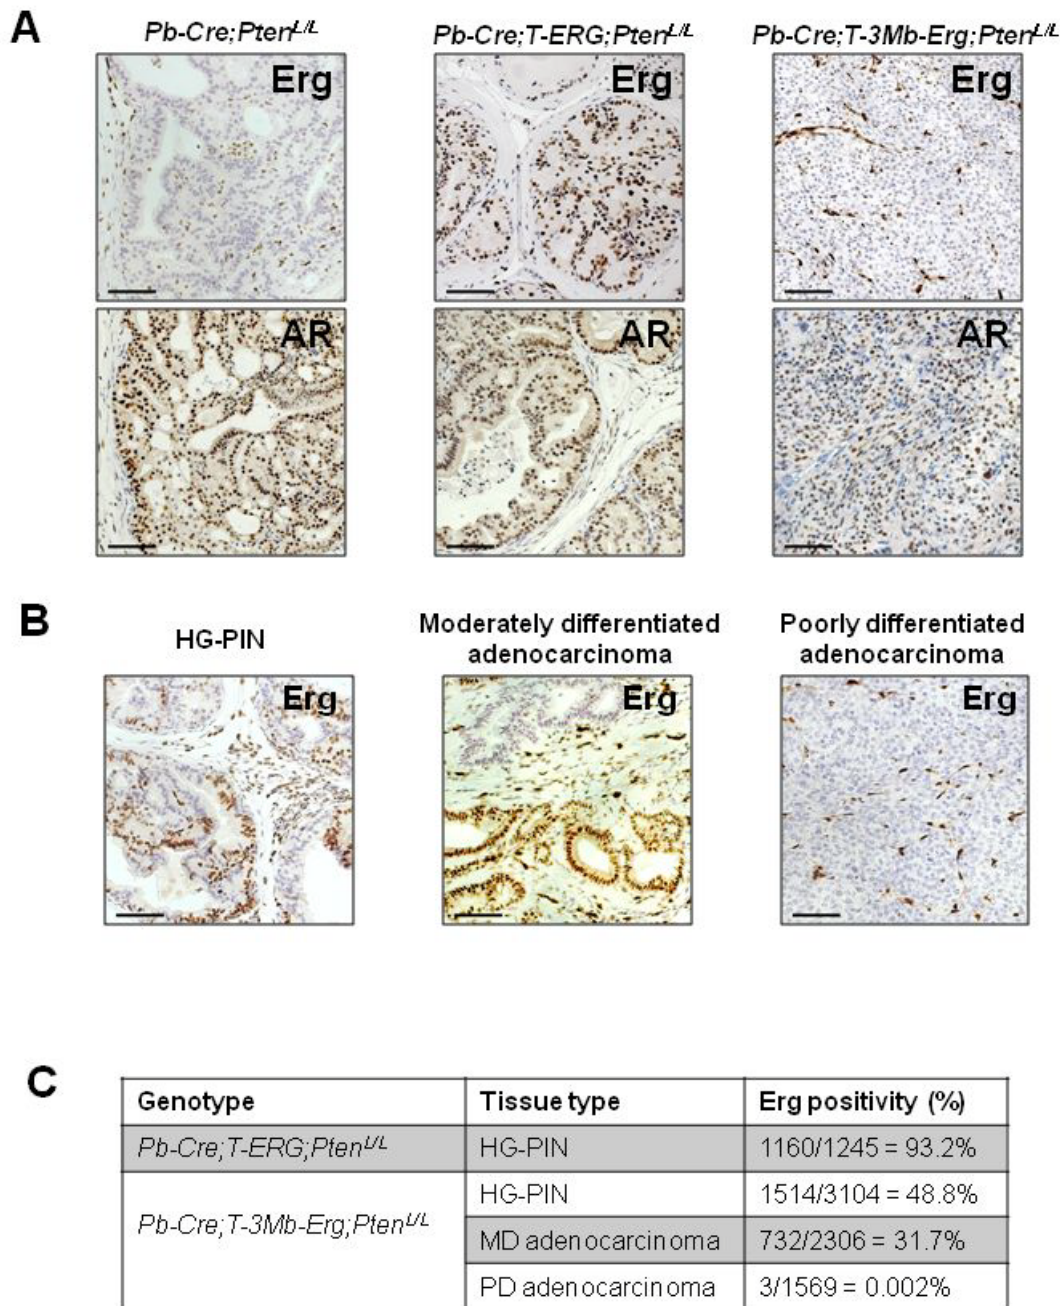 A
Pb-Cre;Pten^L/L
Pb-Cre;T-ERG;Pten^L/L
Pb-Cre;T-3Mb-Erg;Pten^L/L
Erg
Erg
Erg
AR
AR
AR
B
HG-PIN
Moderately differentiated
adenocarcinoma
Poorly differentiated
adenocarcinoma
Erg
Erg
Erg
C
Genotype Tissue type Erg positivity (%)
Pb-Cre;T-ERG;Pten^L/L HG-PIN 1160/1245 = 93.2%
Pb-Cre;T-3Mb-Erg;Pten^L/L HG-PIN 1514/3104 = 48.8%
MD adenocarcinoma 732/2306 = 31.7%
PD adenocarcinoma 3/1569 = 0.002%